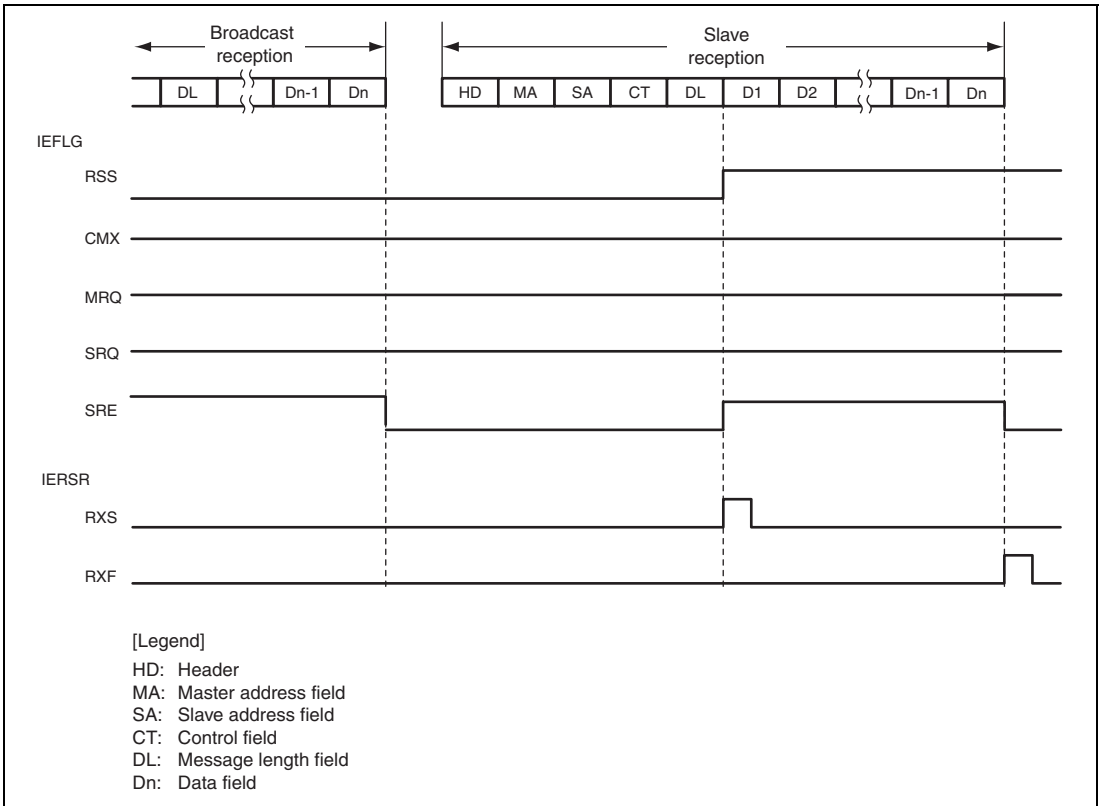 Broadcast
reception
Slave
reception
DL Dn-1 Dn HD MA SA CT DL D1 D2 Dn-1 Dn
IEFLG
RSS
CMX
MRQ
SRQ
SRE
IERSR
RXS
RXF
[Legend]
HD: Header
MA: Master address field
SA: Slave address field
CT: Control field
DL: Message length field
Dn: Data field